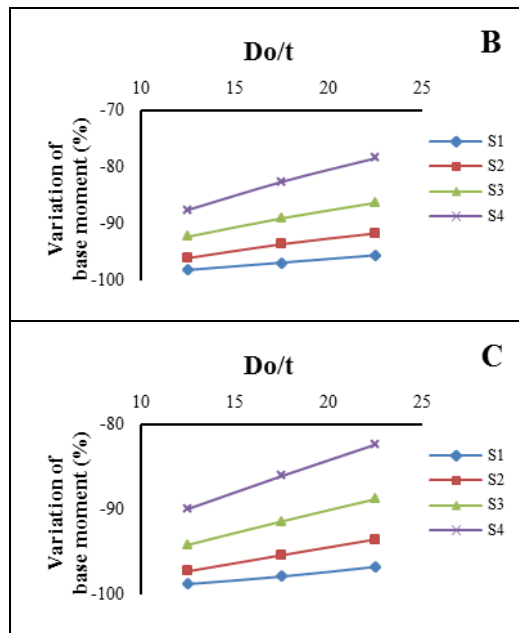 B
Do/t
10 15 20 25
-70
-80
-90
-100
Variation of
base moment (%)
S1
S2
S3
S4
C
Do/t
10 15 20 25
-80
-90
-100
Variation of
base moment (%)
S1
S2
S3
S4